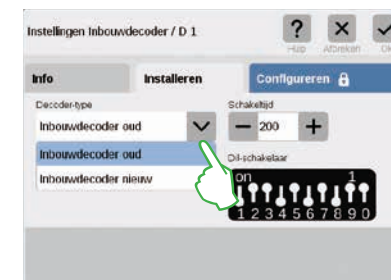 Instellingen Inbouwdecoder / D 1
?
Hulp
Afbreken
OK
Info
Installeren
Configureren
Decoder-type
Schakeltijd
Inbouwdecoder oud
200
Inbouwdecoder oud
Dil-schakelaar
Inbouwdecoder nieuw
on 1
1 2 3 4 5 6 7 8 9 0